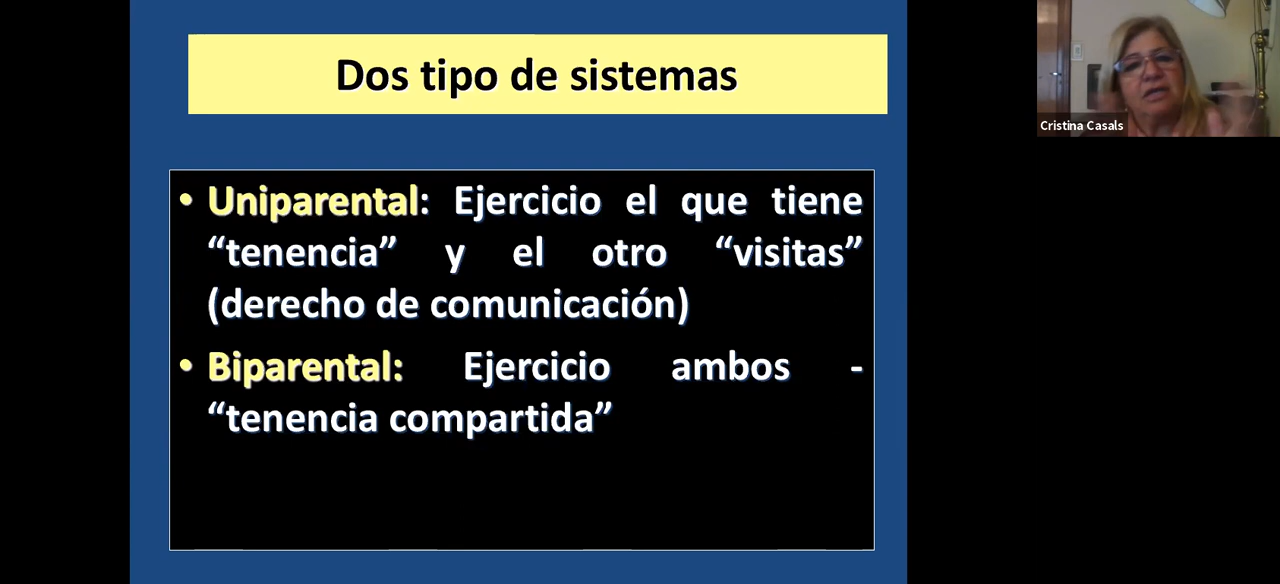 Dos tipo de sistemas
• Uniparental: Ejercicio el que tiene
“tenencia” y el otro “visitas”
(derecho de comunicación)
• Biparental: Ejercicio ambos -
“tenencia compartida”
Cristina Casals